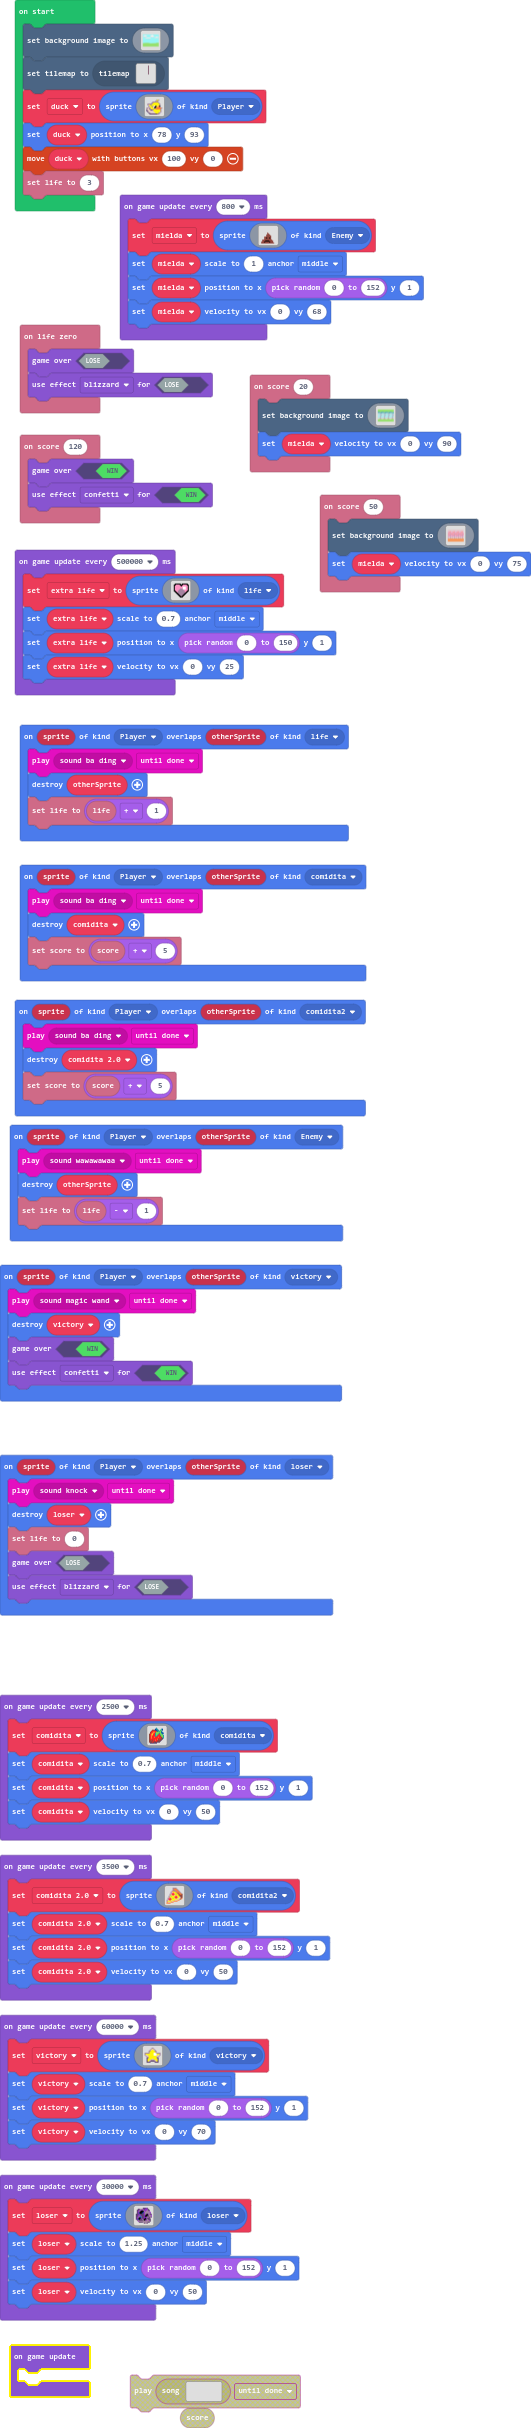 on start
set background image to
set tilemap to tilemap
set duck to sprite of kind Player
set duck position to x 78 y 93
move duck with buttons vx 100 vy 0
set life to 3
on game update every 800 ms
set mielda to sprite of kind Enemy
set mielda scale to 1 anchor middle
set mielda position to x pick random 0 to 152 y 1
set mielda velocity to vx 0 vy 68
on life zero
game over LOSE
use effect blizzard for LOSE
on score 20
set background image to
set mielda velocity to vx 0 vy 90
on score 120
game over WIN
use effect confetti for WIN
on score 50
set background image to
set mielda velocity to vx 0 vy 75
on game update every 500000 ms
set extra life to sprite of kind life
set extra life scale to 0.7 anchor middle
set extra life position to x pick random 0 to 150 y 1
set extra life velocity to vx 0 vy 25
on sprite of kind Player overlaps otherSprite of kind life
play sound ba ding until done
destroy otherSprite
set life to life + 1
on sprite of kind Player overlaps otherSprite of kind comidita
play sound ba ding until done
destroy comidita
set score to score + 5
on sprite of kind Player overlaps otherSprite of kind comidita2
play sound ba ding until done
destroy comidita 2.0
set score to score + 5
on sprite of kind Player overlaps otherSprite of kind Enemy
play sound wawawawaa until done
destroy otherSprite
set life to life - 1
on sprite of kind Player overlaps otherSprite of kind victory
play sound magic wand until done
destroy victory
game over WIN
use effect confetti for WIN
on sprite of kind Player overlaps otherSprite of kind loser
play sound knock until done
destroy loser
set life to 0
game over LOSE
use effect blizzard for LOSE
on game update every 2500 ms
set comidita to sprite of kind comidita
set comidita scale to 0.7 anchor middle
set comidita position to x pick random 0 to 152 y 1
set comidita velocity to vx 0 vy 50
on game update every 3500 ms
set comidita 2.0 to sprite of kind comidita2
set comidita 2.0 scale to 0.7 anchor middle
set comidita 2.0 position to x pick random 0 to 152 y 1
set comidita 2.0 velocity to vx 0 vy 50
on game update every 60000 ms
set victory to sprite of kind victory
set victory scale to 0.7 anchor middle
set victory position to x pick random 0 to 152 y 1
set victory velocity to vx 0 vy 70
on game update every 30000 ms
set loser to sprite of kind loser
set loser scale to 1.25 anchor middle
set loser position to x pick random 0 to 152 y 1
set loser velocity to vx 0 vy 50
on game update
play song until done
score